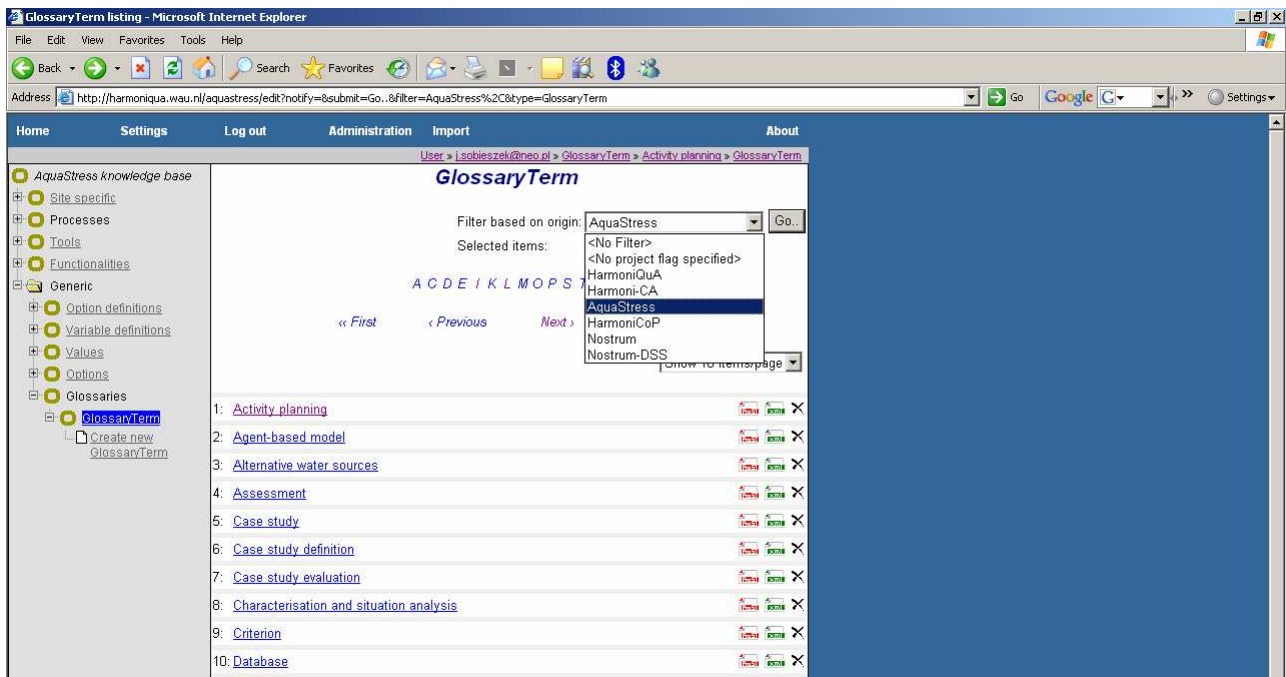 GlossaryTerm listing - Microsoft Internet Explorer
File Edit View Favorites Tools Help
Back Search Favorites
Address http://harmoniqua.wau.nl/aquastress/edit?notify=&submit=Go..&filter=AquaStress%2C&type=GlossaryTerm Go Google G Settings
Home Settings Log out Administration Import About
User » j.sobieszek@neo.pl » GlossaryTerm » Activity planning » GlossaryTerm
AquaStress knowledge base
Site specific
Processes
Tools
Functionalities
Generic
Option definitions
Variable definitions
Values
Options
Glossaries
GlossaryTerm
Create new
GlossaryTerm
GlossaryTerm
Filter based on origin: AquaStress Go..
Selected items:
<No Filter>
<No project flag specified>
HarmoniQuA
Harmoni-CA
AquaStress
HarmoniCoP
Nostrum
Nostrum-DSS
A C D E I K L M O P S T
‹‹ First ‹ Previous Next ›
Show 10 items/page
1: Activity planning
2: Agent-based model
3: Alternative water sources
4: Assessment
5: Case study
6: Case study definition
7: Case study evaluation
8: Characterisation and situation analysis
9: Criterion
10: Database